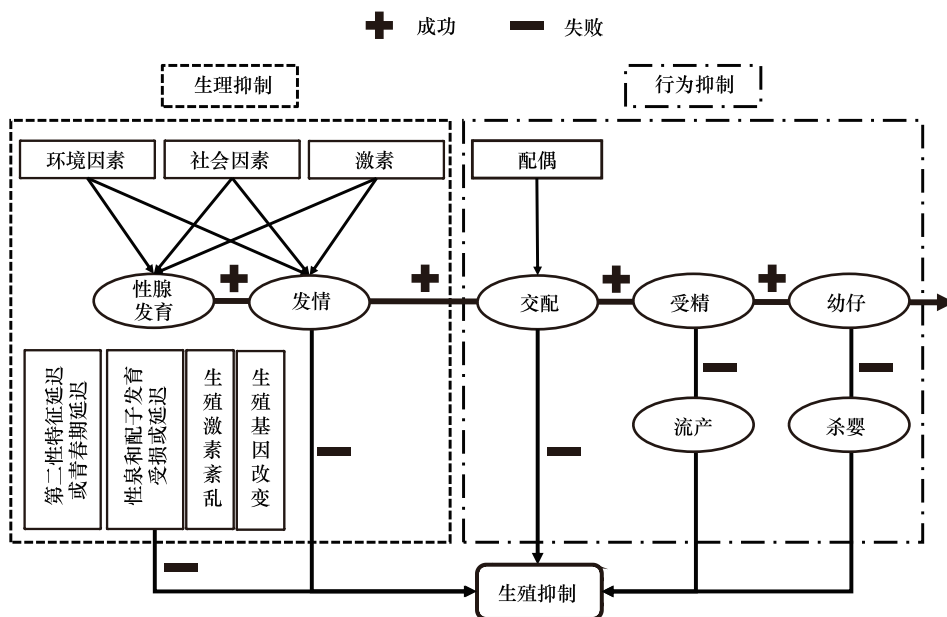 成功
失败
生理抑制
行为抑制
环境因素
社会因素
激素
配偶
性腺
发育
发情
交配
受精
幼仔
第二性特征延迟
或青春期延迟
性泉和配子发育
受损或延迟
生殖激素紊乱
生殖基因改变
流产
杀婴
生殖抑制